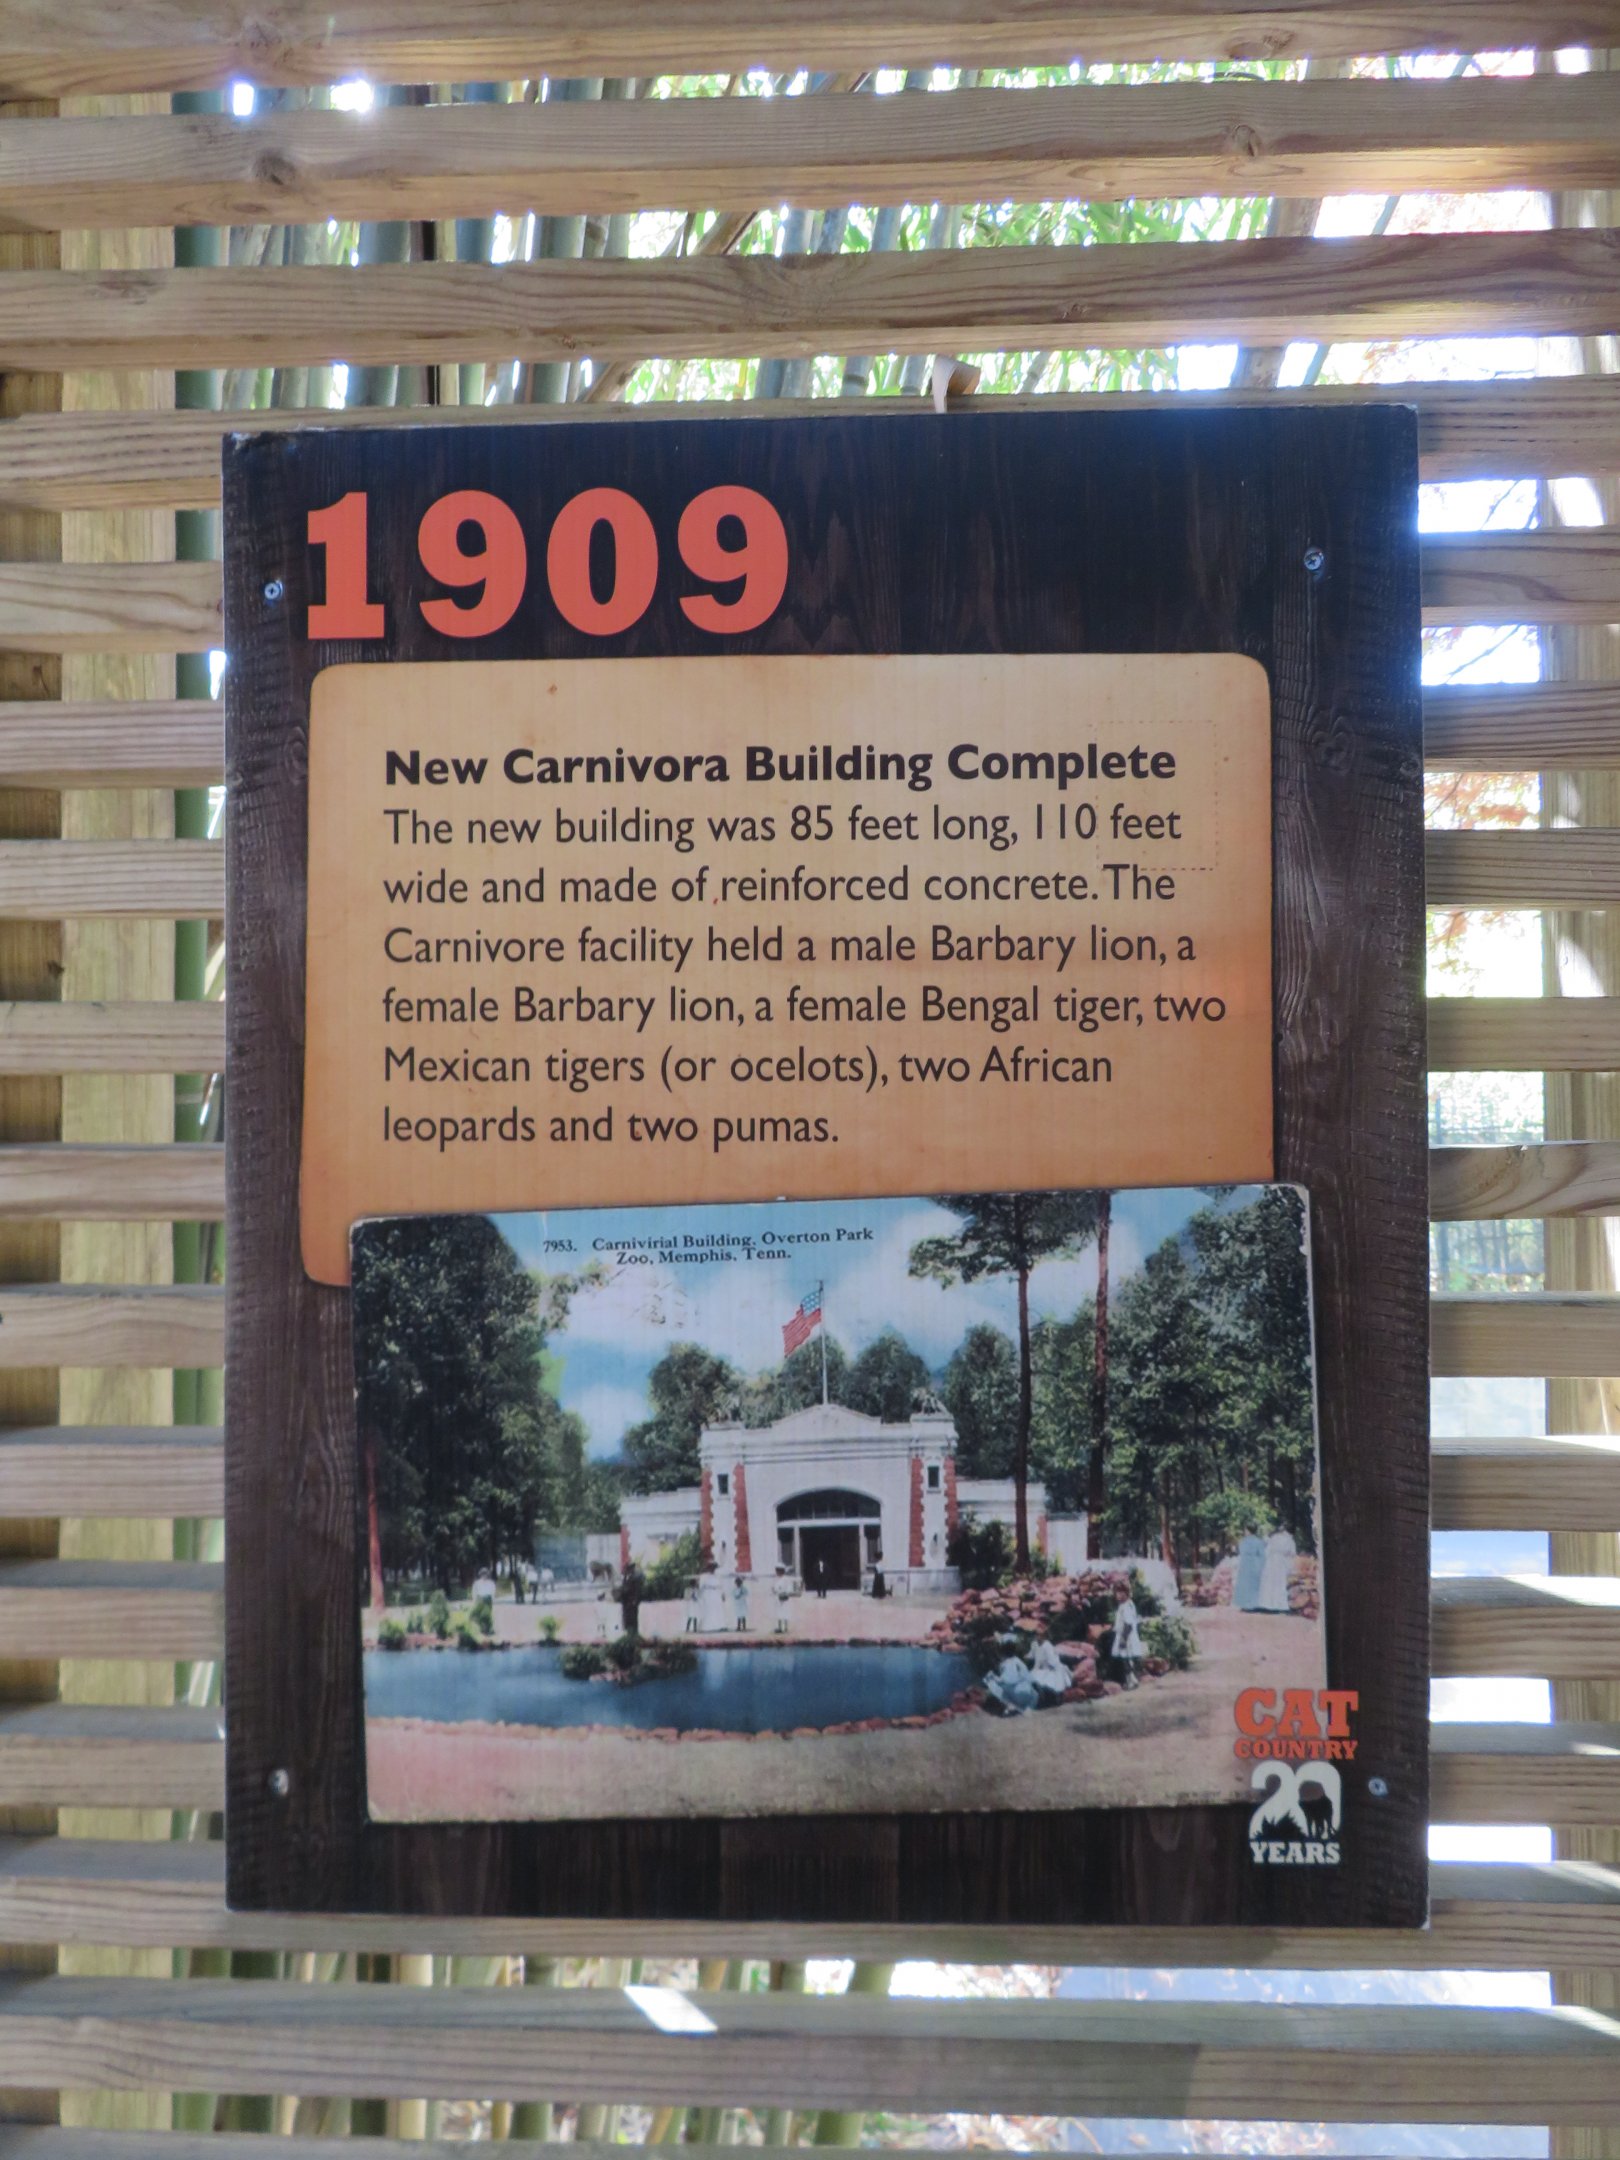 1909
New Carnivora Building Complete
The new building was 85 feet long, 110 feet
wide and made of reinforced concrete. The
Carnivore facility held a male Barbary lion, a
female Barbary lion, a female Bengal tiger, two
Mexican tigers (or ocelots), two African
leopards and two pumas.
7953. Carnivirial Building, Overton Park
Zoo, Memphis, Tenn.
CAT
COUNTRY
20
YEARS